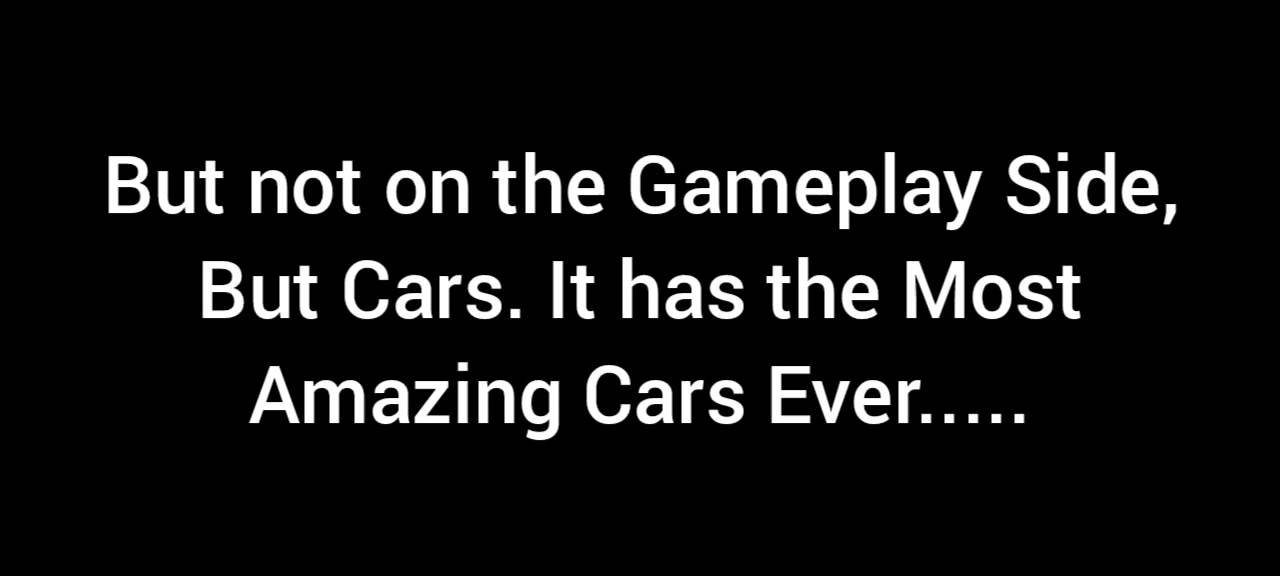 But not on the Gameplay Side,
But Cars. It has the Most
Amazing Cars Ever.....